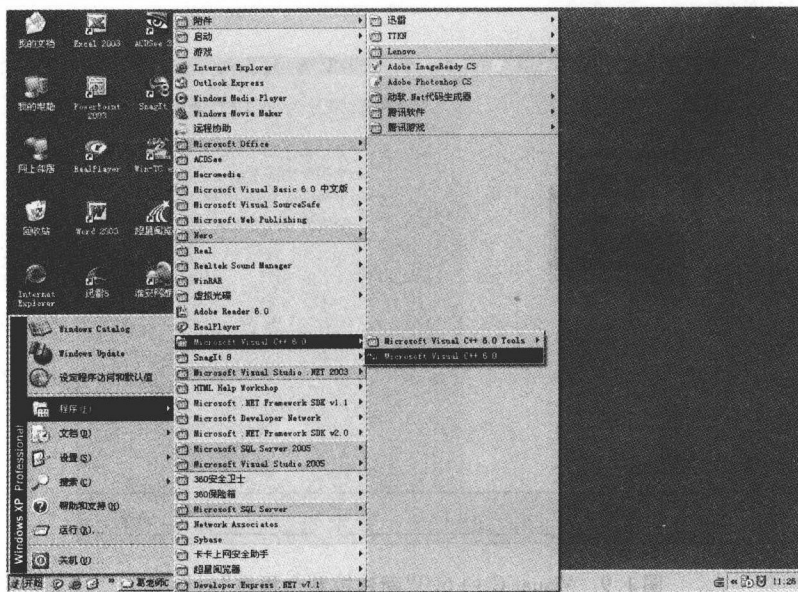 我的文档
Excel 2003
ACDSee
我的电脑
PowerPoint 2003
SnagIt
网上邻居
RealPlayer
Win-TC
回收站
Word 2003
超星阅览
Internet Explorer
迅雷5
附件
启动
游戏
Internet Explorer
Outlook Express
Windows Media Player
Windows Movie Maker
远程协助
Microsoft Office
ACDSee
Macromedia
Microsoft Visual Basic 6.0 中文版
Microsoft Visual SourceSafe
Microsoft Web Publishing
Nero
Real
Realtek Sound Manager
WinRAR
虚拟光碟
Adobe Reader 6.0
RealPlayer
Microsoft Visual C++ 6.0
SnagIt 8
Microsoft Visual Studio .NET 2003
HTML Help Workshop
Microsoft .NET Framework SDK v1.1
Microsoft Developer Network
Microsoft .NET Framework SDK v2.0
Microsoft SQL Server 2005
Microsoft Visual Studio 2005
360安全卫士
360保险箱
Microsoft SQL Server
Network Associates
Sybase
卡卡上网安全助手
超星阅览器
Developer Express .NET v7.1
迅雷
TTKN
Lenovo
Adobe ImageReady CS
Adobe Photoshop CS
动软.Net代码生成器
腾讯软件
腾讯游戏
Microsoft Visual C++ 6.0 Tools
Microsoft Visual C++ 6.0
Windows Catalog
Windows Update
设定程序访问和默认值
程序(P)
文档(D)
设置(S)
搜索(C)
帮助和支持(H)
运行(R)...
关机(U)...
Windows XP Professional
开始
葛老师C
11:26